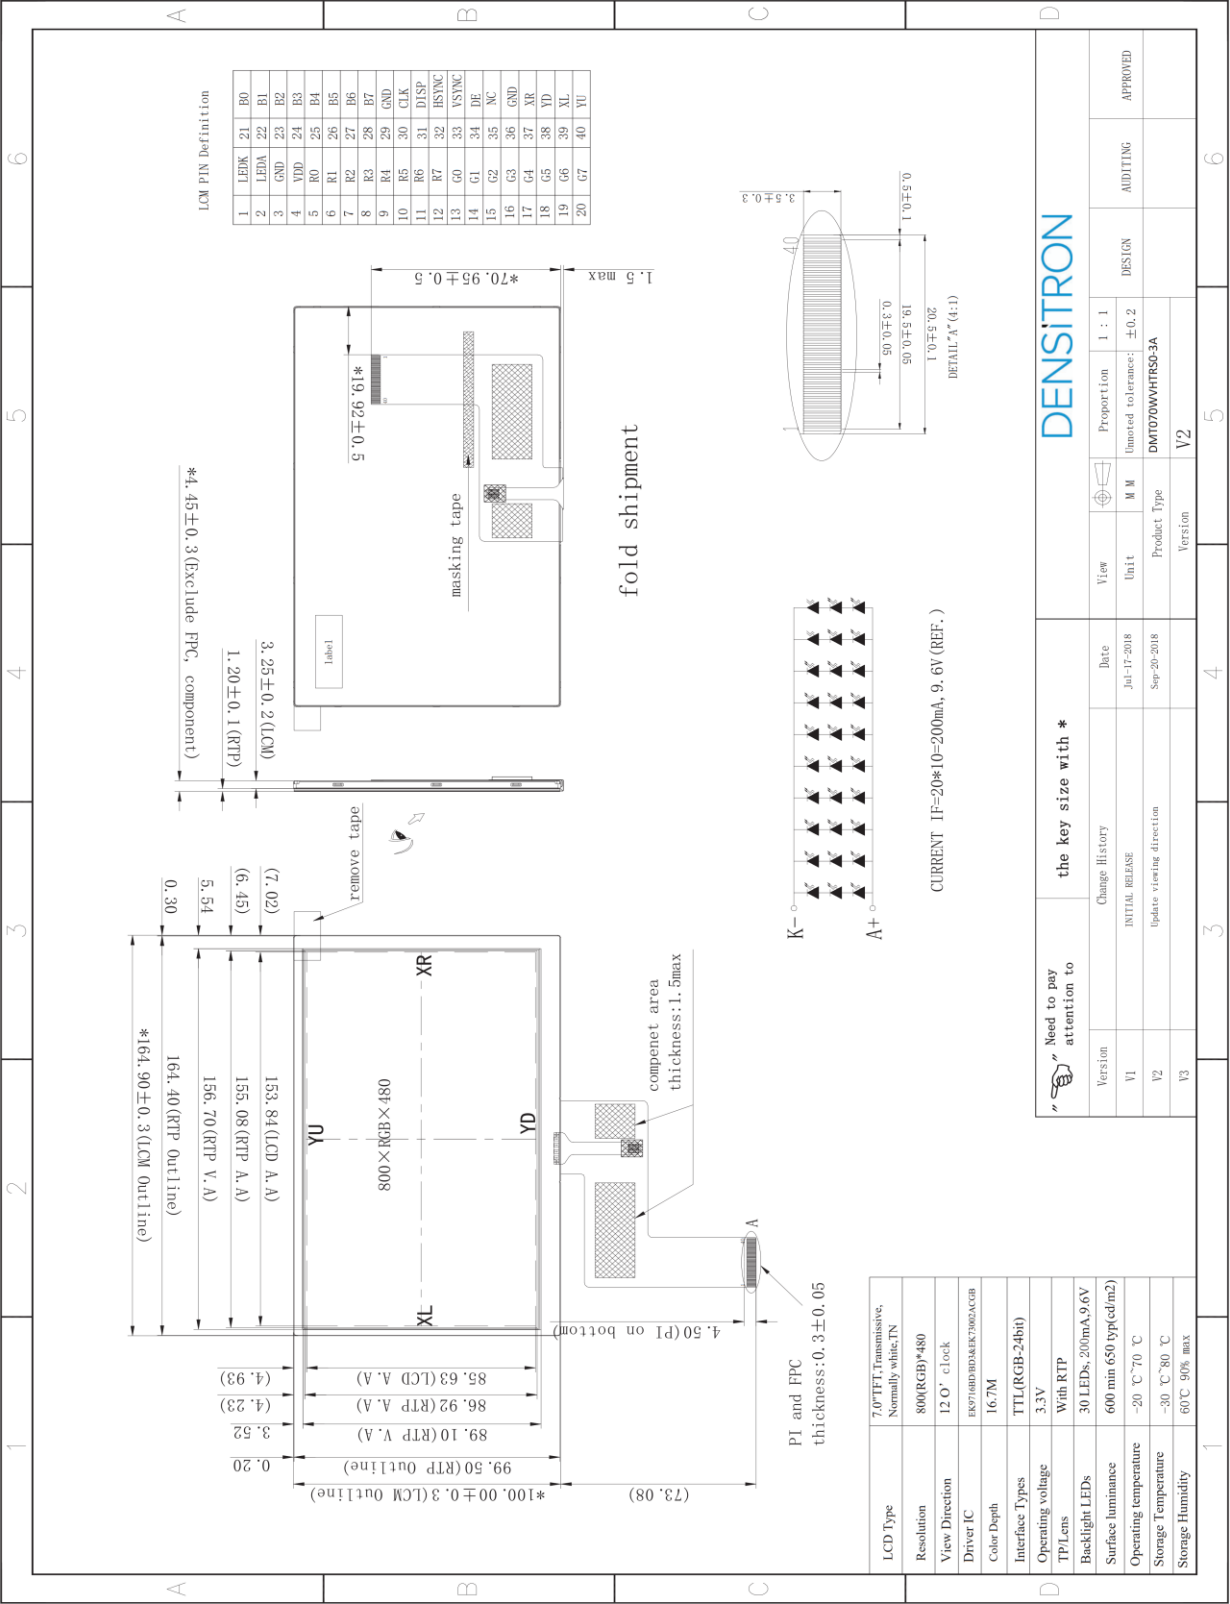 A B C D
6 5 4 3 2 1
LCM PIN Definition
1 LEDK 21 B0
2 LEDA 22 B1
3 GND 23 B2
4 VDD 24 B3
5 R0 25 B4
6 R1 26 B5
7 R2 27 B6
8 R3 28 B7
9 R4 29 GND
10 R5 30 CLK
11 R6 31 DISP
12 R7 32 HSYNC
13 G0 33 VSYNC
14 G1 34 DE
15 G2 35 NC
16 G3 36 GND
17 G4 37 XR
18 G5 38 YD
19 G6 39 XL
20 G7 40 YU
*70.95±0.5
1.5 max
*19.92±0.5
masking tape
label
fold shipment
*4.45±0.3(Exclude FPC, component)
1.20±0.1(RTP)
3.25±0.2(LCM)
remove tape
0.30
5.54
(6.45)
(7.02)
*164.90±0.3(LCM Outline)
164.40(RTP Outline)
156.70(RTP V.A)
155.08(RTP A.A)
153.84(LCD A.A)
XR
YU
YD
XL
800×RGB×480
(4.93)
85.63(LCD A.A)
(4.23)
86.92(RTP A.A)
3.52
89.10(RTP V.A)
0.20
99.50(RTP Outline)
*100.00±0.3(LCM Outline)
(73.08)
4.50(PI on bottom)
compenet area
thickness:1.5max
A
PI and FPC
thickness:0.3±0.05
3.5±0.3
0.5±0.1
40
1
0.3±0.05
19.5±0.05
20.5±0.1
DETAIL"A"(4:1)
K-
A+
CURRENT IF=20*10=200mA, 9.6V(REF.)
LCD Type 7.0"TFT,Transmissive,
Normally white,TN
Resolution 800(RGB)*480
View Direction 12 O' clock
Driver IC EK9716BD/BD3&EK73002ACGB
Color Depth 16.7M
Interface Types TTL(RGB-24bit)
Operating voltage 3.3V
TP/Lens With RTP
Backlight LEDs 30 LEDs, 200mA,9.6V
Surface luminance 600 min 650 typ(cd/m2)
Operating temperature -20 ℃~70 ℃
Storage Temperature -30 ℃~80 ℃
Storage Humidity 60℃ 90% max
" " Need to pay
attention to
the key size with *
Version Change History Date
V1 INITIAL RELEASE Jul-17-2018
V2 Update viewing direction Sep-20-2018
V3
DENSITRON
View Proportion 1 : 1
Unit M M Unnoted tolerance: ±0.2
Product Type DMT070WVHTRS0-3A
Version V2
DESIGN AUDITING APPROVED
A B C D
6 5 4 3 2 1